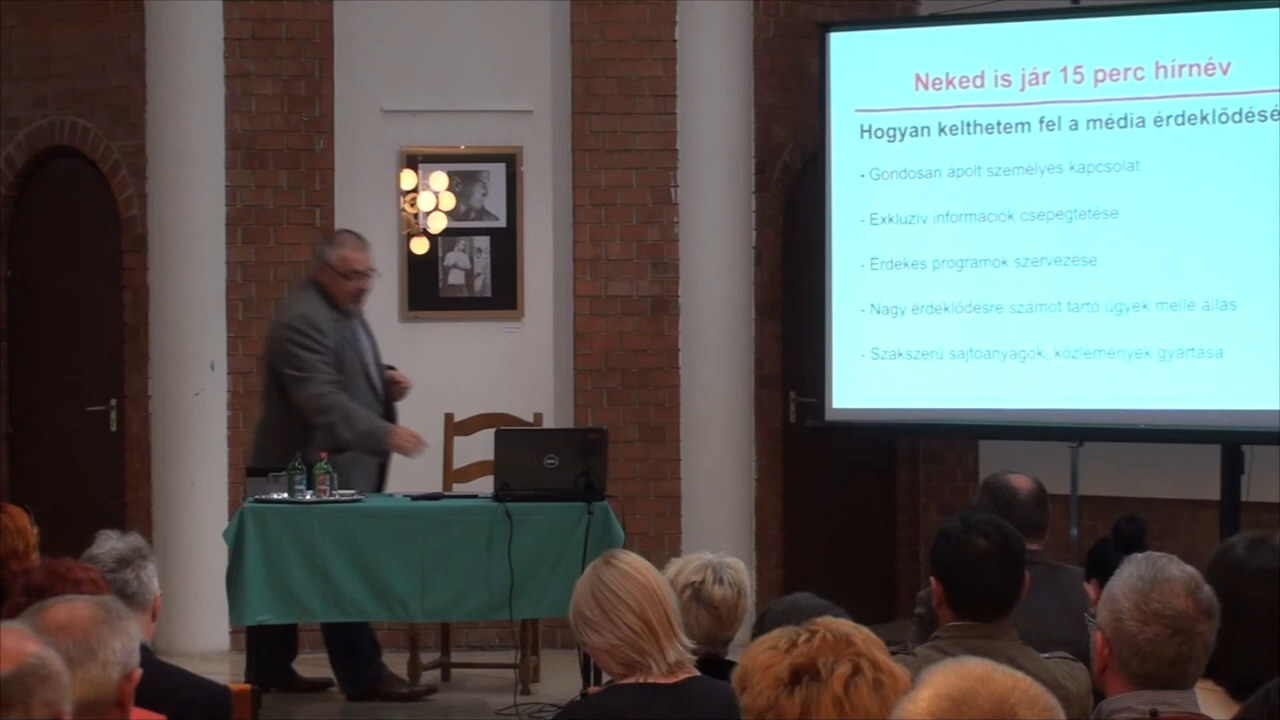 Neked is jár 15 perc hírnév
Hogyan kelthetem fel a média érdeklődésé
- Gondosan ápolt személyes kapcsolat
- Exkluzív információk csepegtetése
- Érdekes programok szervezése
- Nagy érdeklődésre számot tartó ügyek mellé állás
- Szakszerű sajtóanyagok, közlemények gyártása
DELL